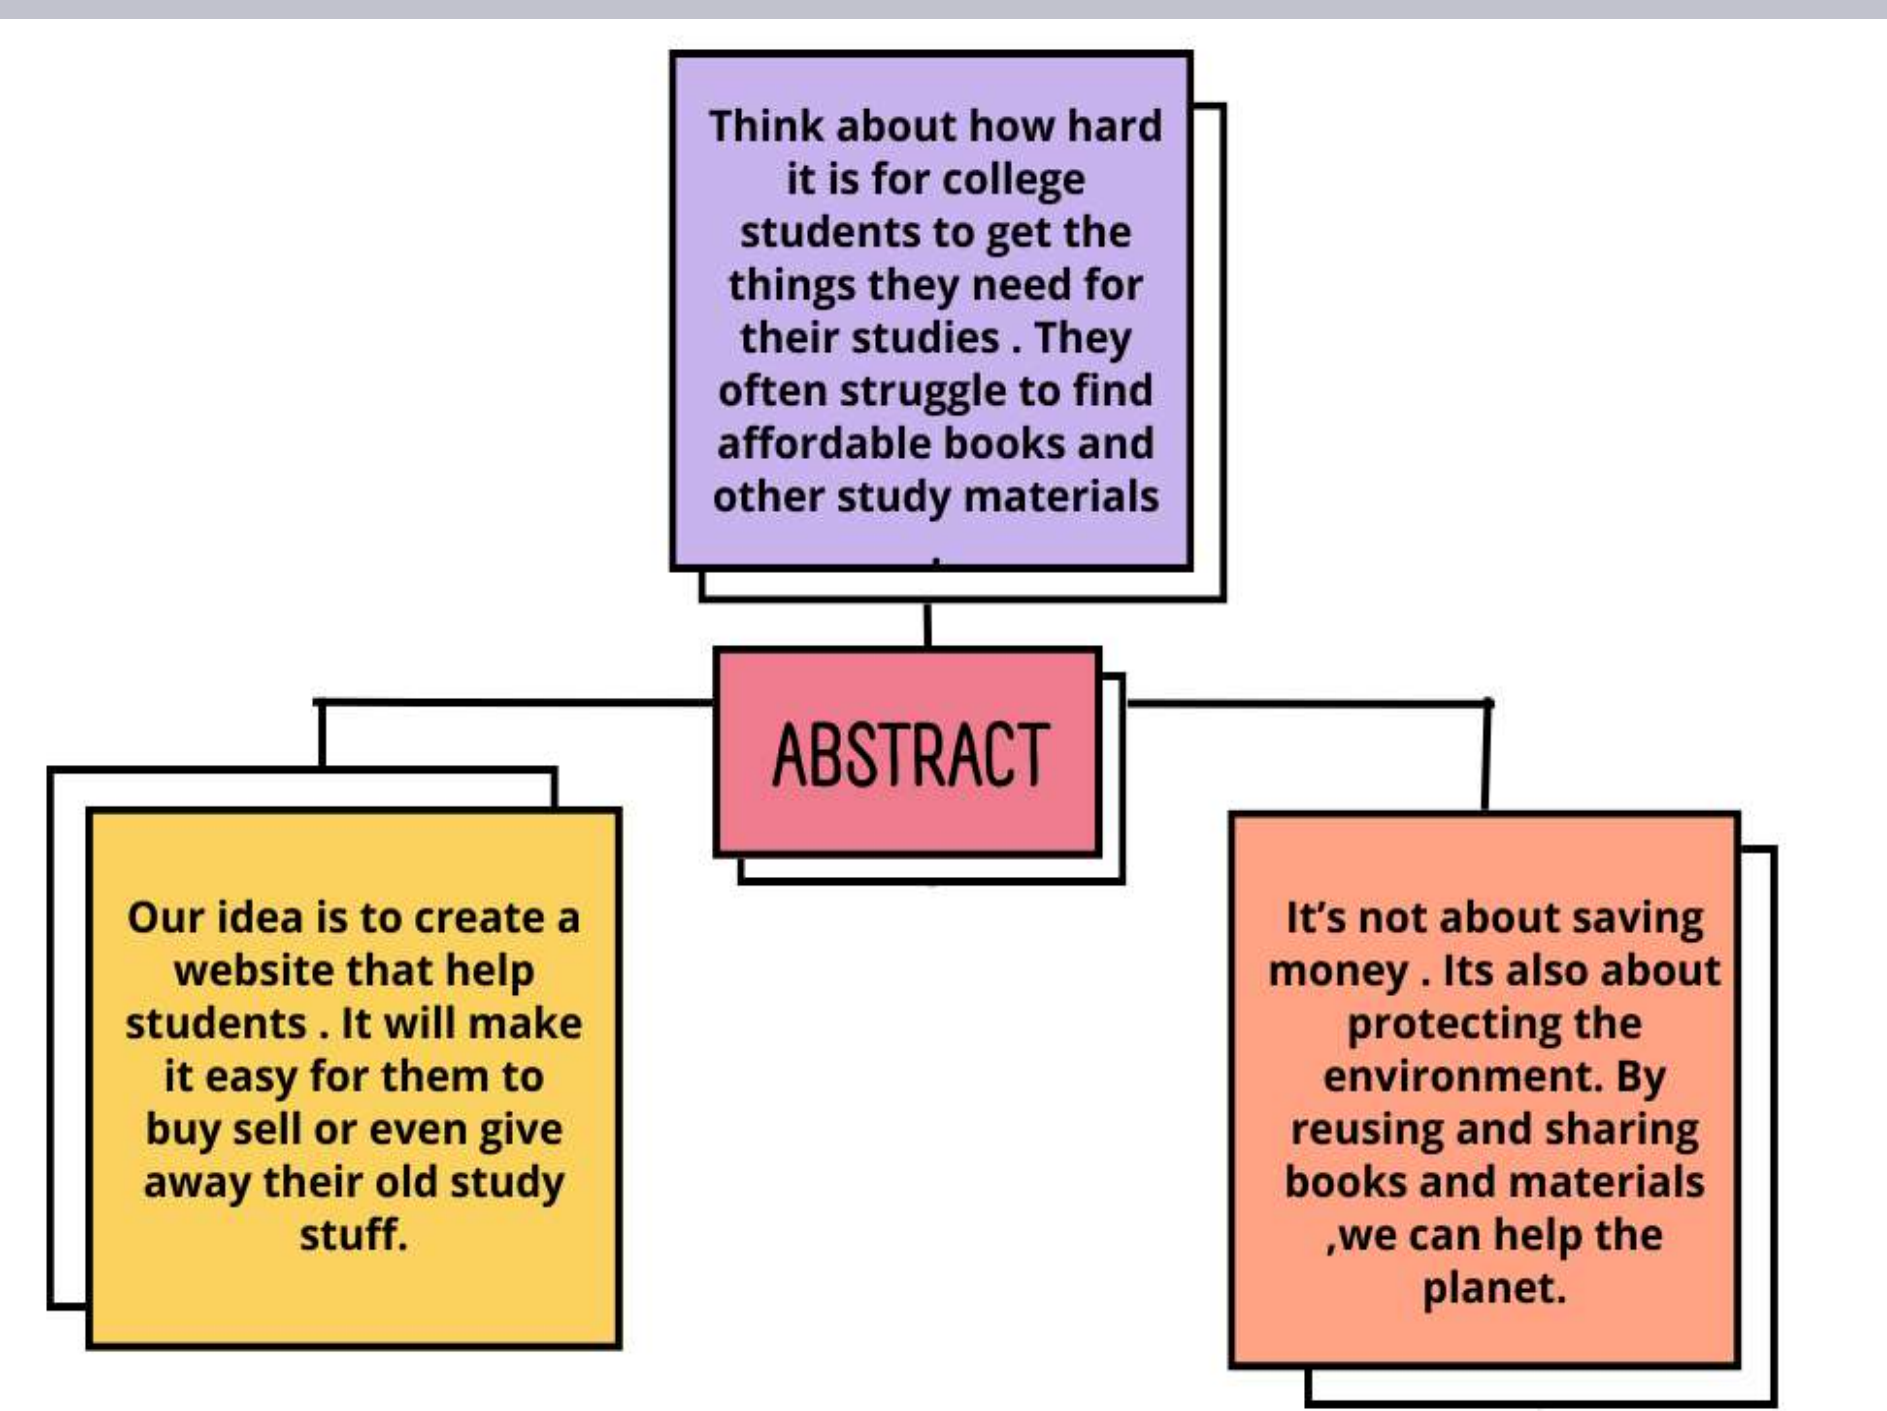 Think about how hard
it is for college
students to get the
things they need for
their studies . They
often struggle to find
affordable books and
other study materials
.
ABSTRACT
Our idea is to create a
website that help
students . It will make
it easy for them to
buy sell or even give
away their old study
stuff.
It’s not about saving
money . Its also about
protecting the
environment. By
reusing and sharing
books and materials
,we can help the
planet.